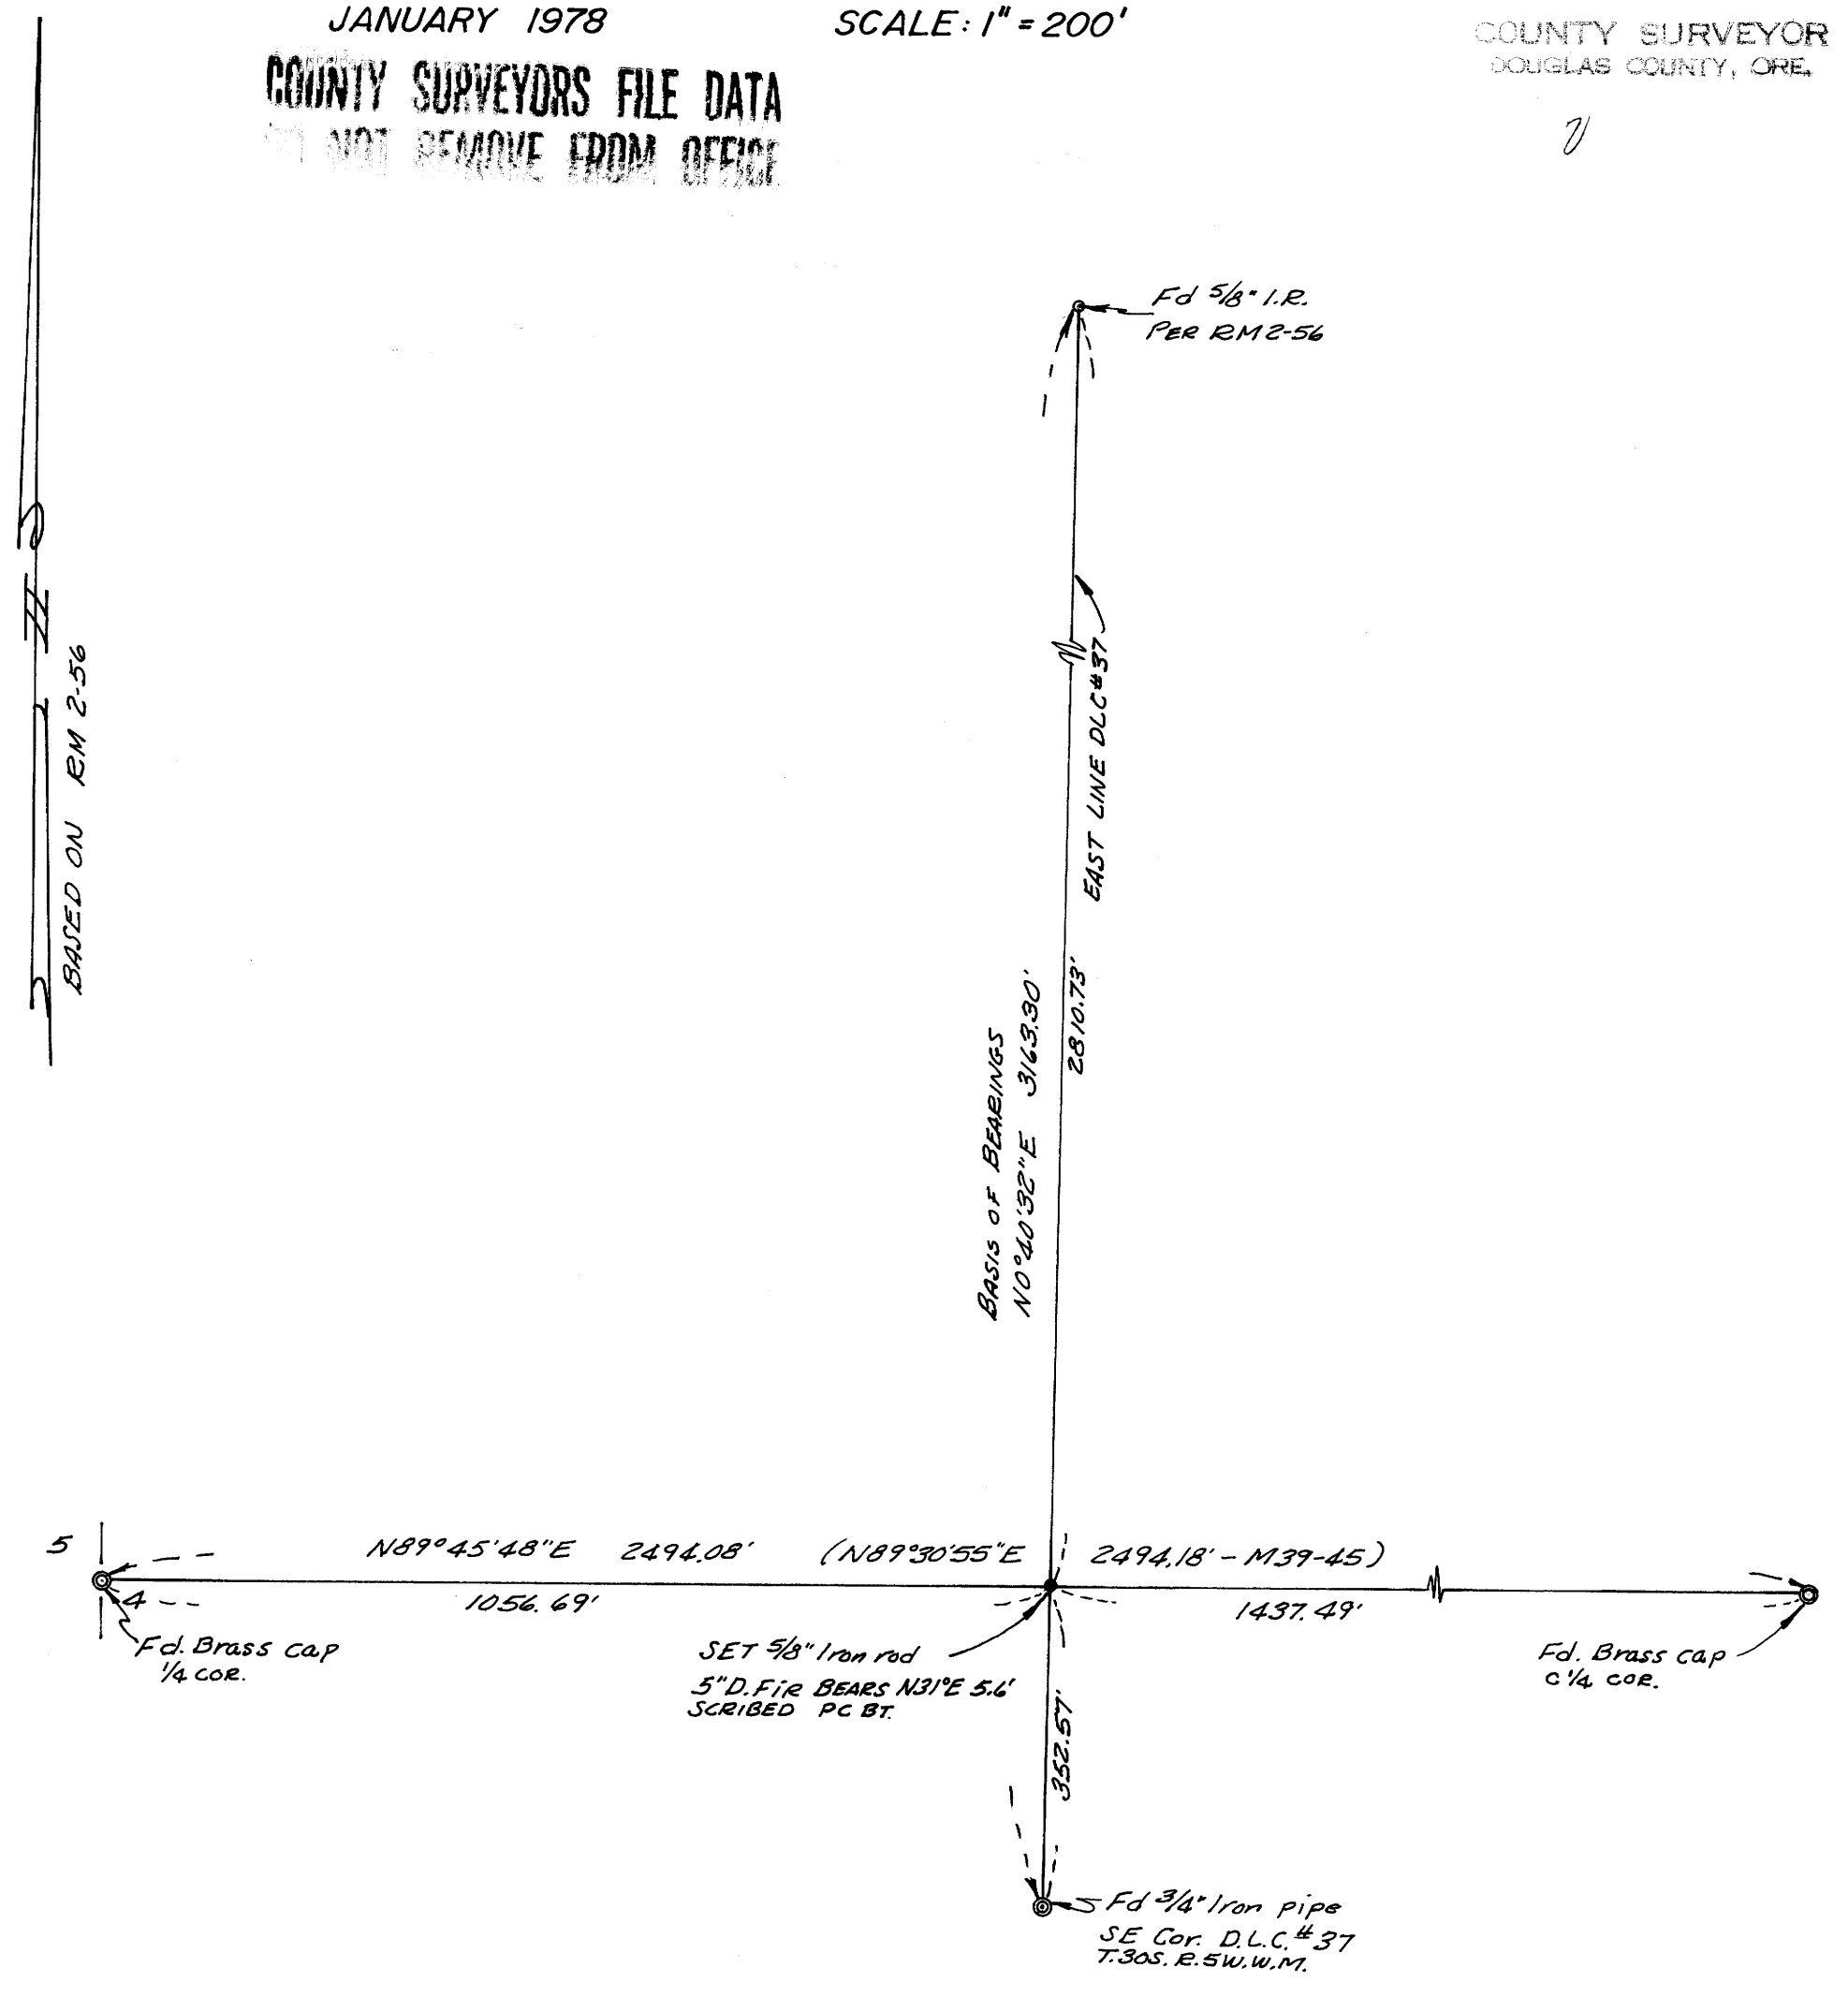 JANUARY 1978 SCALE: 1" = 200'
COUNTY SURVEYOR
DOUGLAS COUNTY, ORE.
COUNTY SURVEYORS FILE DATA
DO NOT REMOVE FROM OFFICE
Fd 5/8" I.R.
PER RM 2-56
BASED ON RM 2-56
EAST LINE DLC #37
2810.73'
BASIS OF BEARINGS
N0°40'32"E 3163.30'
5
4
N89°45'48"E 2494.08' (N89°30'55"E 2494.18' - M39-45)
1056.69'
1437.49'
Fd. Brass cap
1/4 COR.
SET 5/8" Iron rod
5" D. Fir BEARS N31°E 5.6'
SCRIBED PC BT.
Fd. Brass cap
C 1/4 COR.
352.57'
Fd 3/4" Iron pipe
SE Cor. D.L.C. #37
T.30S. R.5W. W.M.